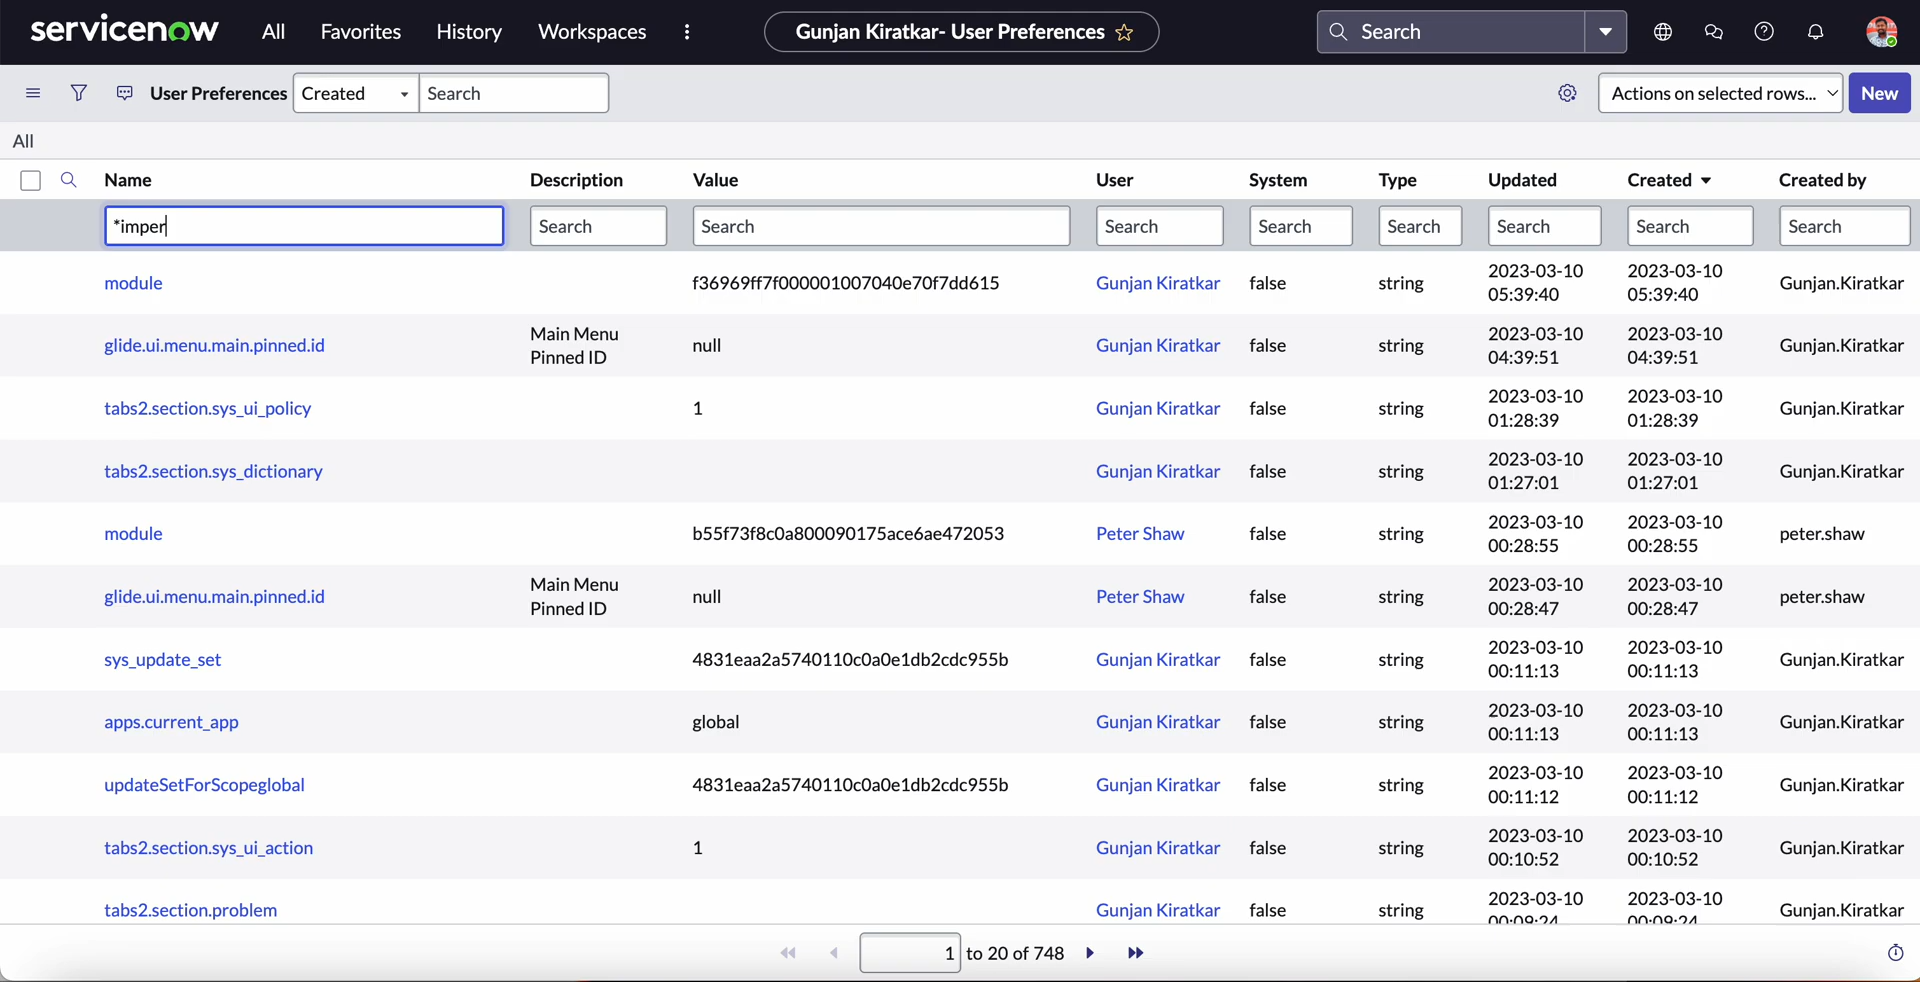 servicenow All Favorites History Workspaces Gunjan Kiratkar- User Preferences Search
User Preferences Created Search Actions on selected rows... New
All
Name Description Value User System Type Updated Created Created by
*imper Search Search Search Search Search Search Search Search
module f36969ff7f000001007040e70f7dd615 Gunjan Kiratkar false string 2023-03-10 05:39:40 2023-03-10 05:39:40 Gunjan.Kiratkar
glide.ui.menu.main.pinned.id Main Menu Pinned ID null Gunjan Kiratkar false string 2023-03-10 04:39:51 2023-03-10 04:39:51 Gunjan.Kiratkar
tabs2.section.sys_ui_policy 1 Gunjan Kiratkar false string 2023-03-10 01:28:39 2023-03-10 01:28:39 Gunjan.Kiratkar
tabs2.section.sys_dictionary Gunjan Kiratkar false string 2023-03-10 01:27:01 2023-03-10 01:27:01 Gunjan.Kiratkar
module b55f73f8c0a800090175ace6ae472053 Peter Shaw false string 2023-03-10 00:28:55 2023-03-10 00:28:55 peter.shaw
glide.ui.menu.main.pinned.id Main Menu Pinned ID null Peter Shaw false string 2023-03-10 00:28:47 2023-03-10 00:28:47 peter.shaw
sys_update_set 4831eaa2a5740110c0a0e1db2cdc955b Gunjan Kiratkar false string 2023-03-10 00:11:13 2023-03-10 00:11:13 Gunjan.Kiratkar
apps.current_app global Gunjan Kiratkar false string 2023-03-10 00:11:13 2023-03-10 00:11:13 Gunjan.Kiratkar
updateSetForScopeglobal 4831eaa2a5740110c0a0e1db2cdc955b Gunjan Kiratkar false string 2023-03-10 00:11:12 2023-03-10 00:11:12 Gunjan.Kiratkar
tabs2.section.sys_ui_action 1 Gunjan Kiratkar false string 2023-03-10 00:10:52 2023-03-10 00:10:52 Gunjan.Kiratkar
tabs2.section.problem Gunjan Kiratkar false string 2023-03-10 00:09:24 2023-03-10 00:09:24 Gunjan.Kiratkar
1 to 20 of 748